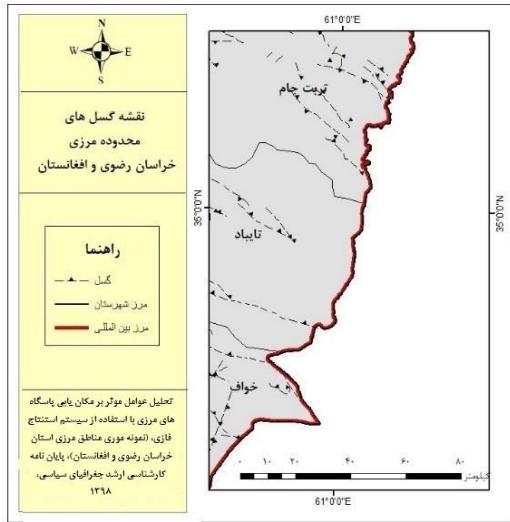 N
W E
S
نقشه گسل های
محدوده مرزی
خراسان رضوی و افغانستان
راهنما
گسل
مرز شهرستان
مرز بین المللی
تحلیل عوامل موثر بر مکان یابی پاسگاه
های مرزی با استفاده از سیستم استنتاج
فازی، (نمونه موری مناطق مرزی استان
خراسان رضوی و افغانستان)، پایان نامه
کارشناسی ارشد جغرافیای سیاسی،
۱۳۹۸
61°0'0"E
تربت جام
35°0'0"N
35°0'0"N
تایباد
خواف
۰ ۱۰ ۲۰ ۴۰ ۶۰ ۸۰
کیلومتر
61°0'0"E